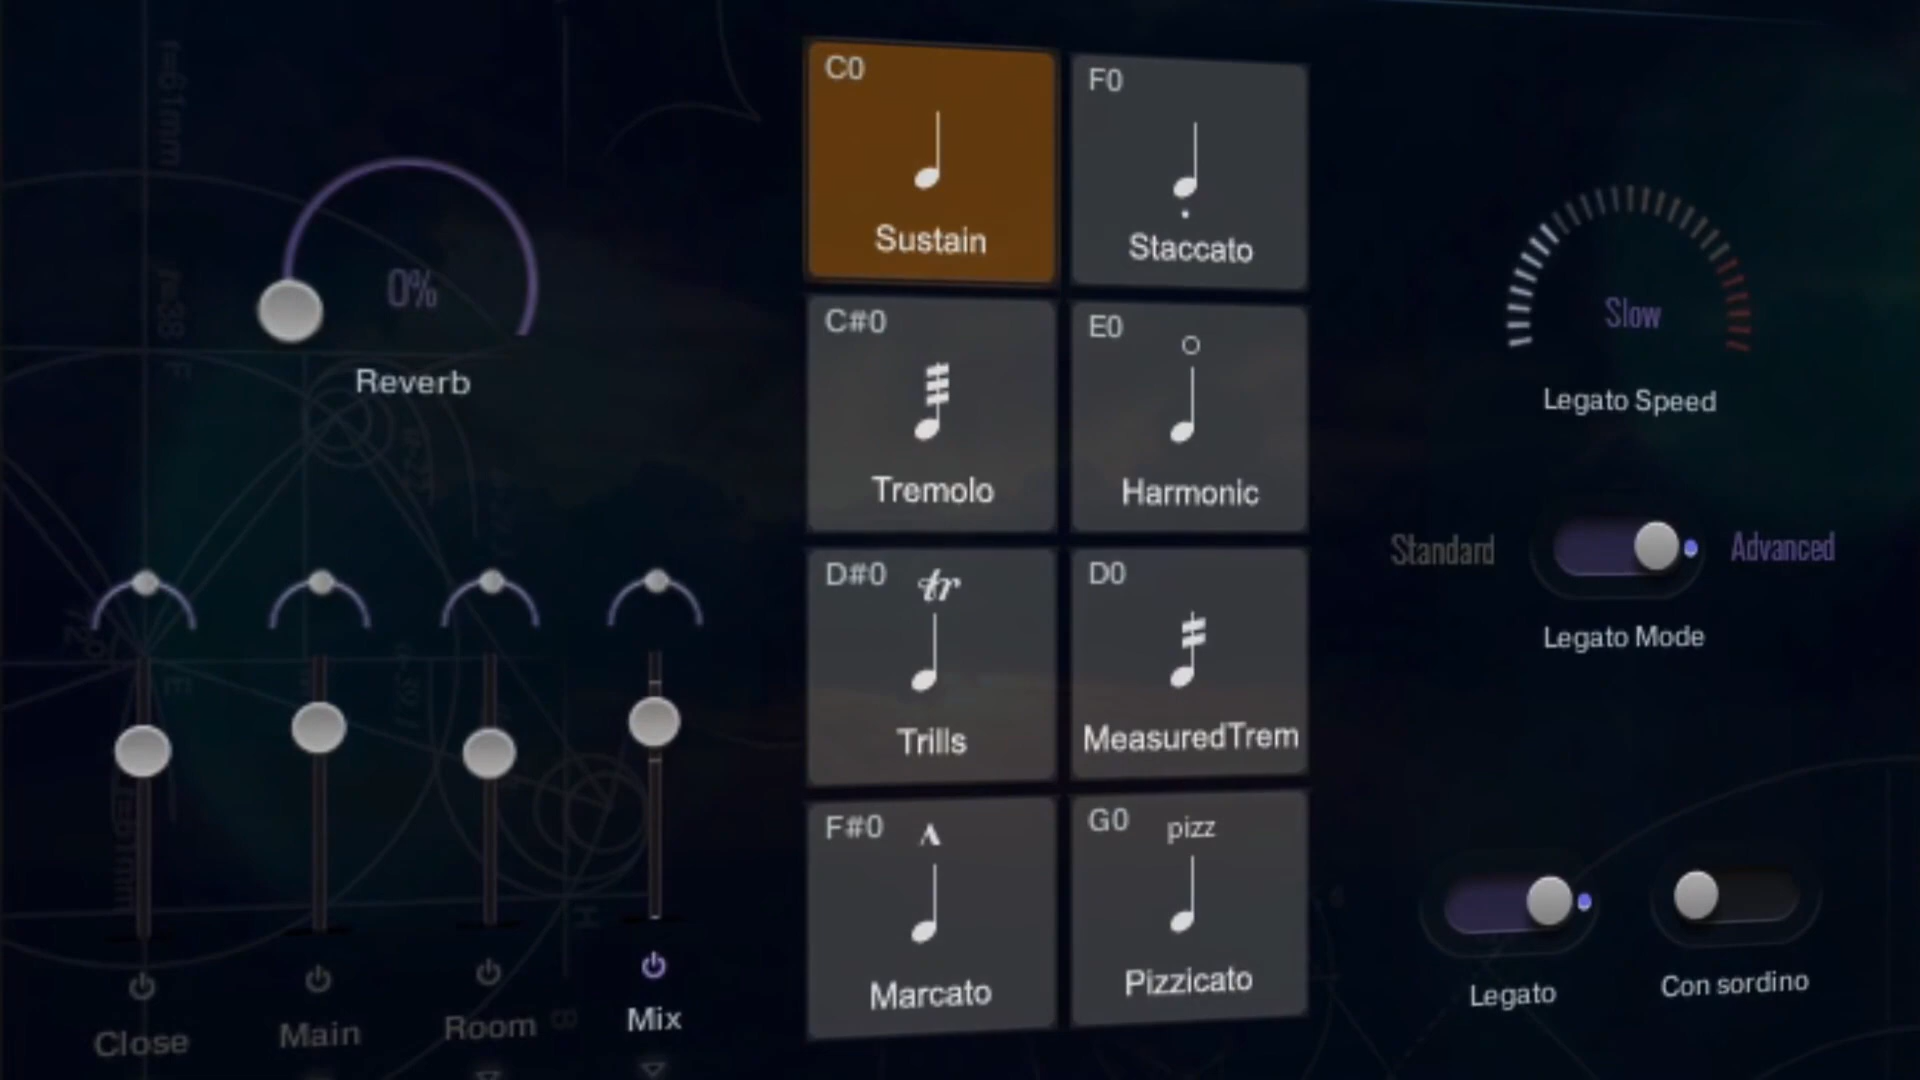 0%
Reverb
Close
Main
Room
Mix
C0
Sustain
F0
Staccato
C#0
Tremolo
E0
Harmonic
D#0
tr
Trills
D0
MeasuredTrem
F#0
Marcato
G0
pizz
Pizzicato
Slow
Legato Speed
Standard
Advanced
Legato Mode
Legato
Con sordino